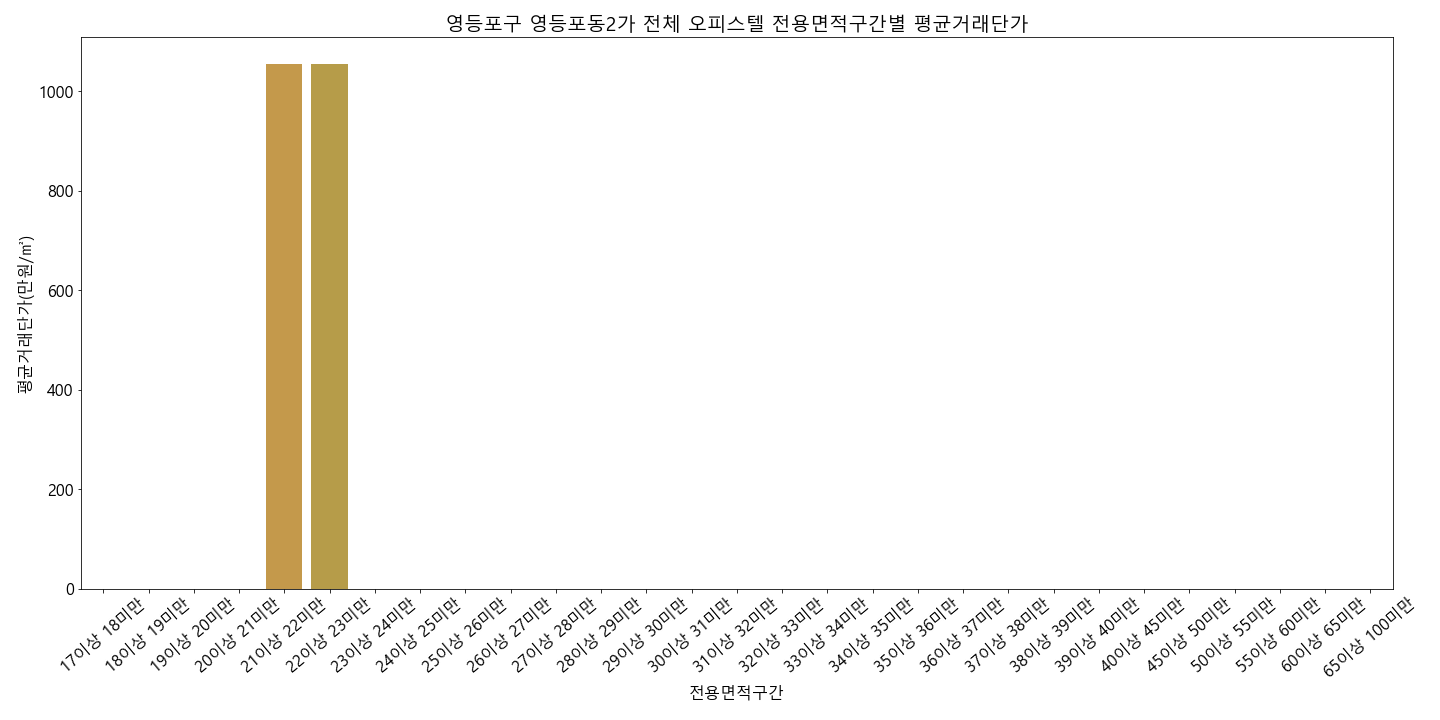 영등포구 영등포동2가 전체 오피스텔 전용면적구간별 평균거래단가
평균거래단가(만원/㎡)
1000
800
600
400
200
0
17이상 18미만
18이상 19미만
19이상 20미만
20이상 21미만
21이상 22미만
22이상 23미만
23이상 24미만
24이상 25미만
25이상 26미만
26이상 27미만
27이상 28미만
28이상 29미만
29이상 30미만
30이상 31미만
31이상 32미만
32이상 33미만
33이상 34미만
34이상 35미만
35이상 36미만
36이상 37미만
37이상 38미만
38이상 39미만
39이상 40미만
40이상 45미만
45이상 50미만
50이상 55미만
55이상 60미만
60이상 65미만
65이상 100미만
전용면적구간